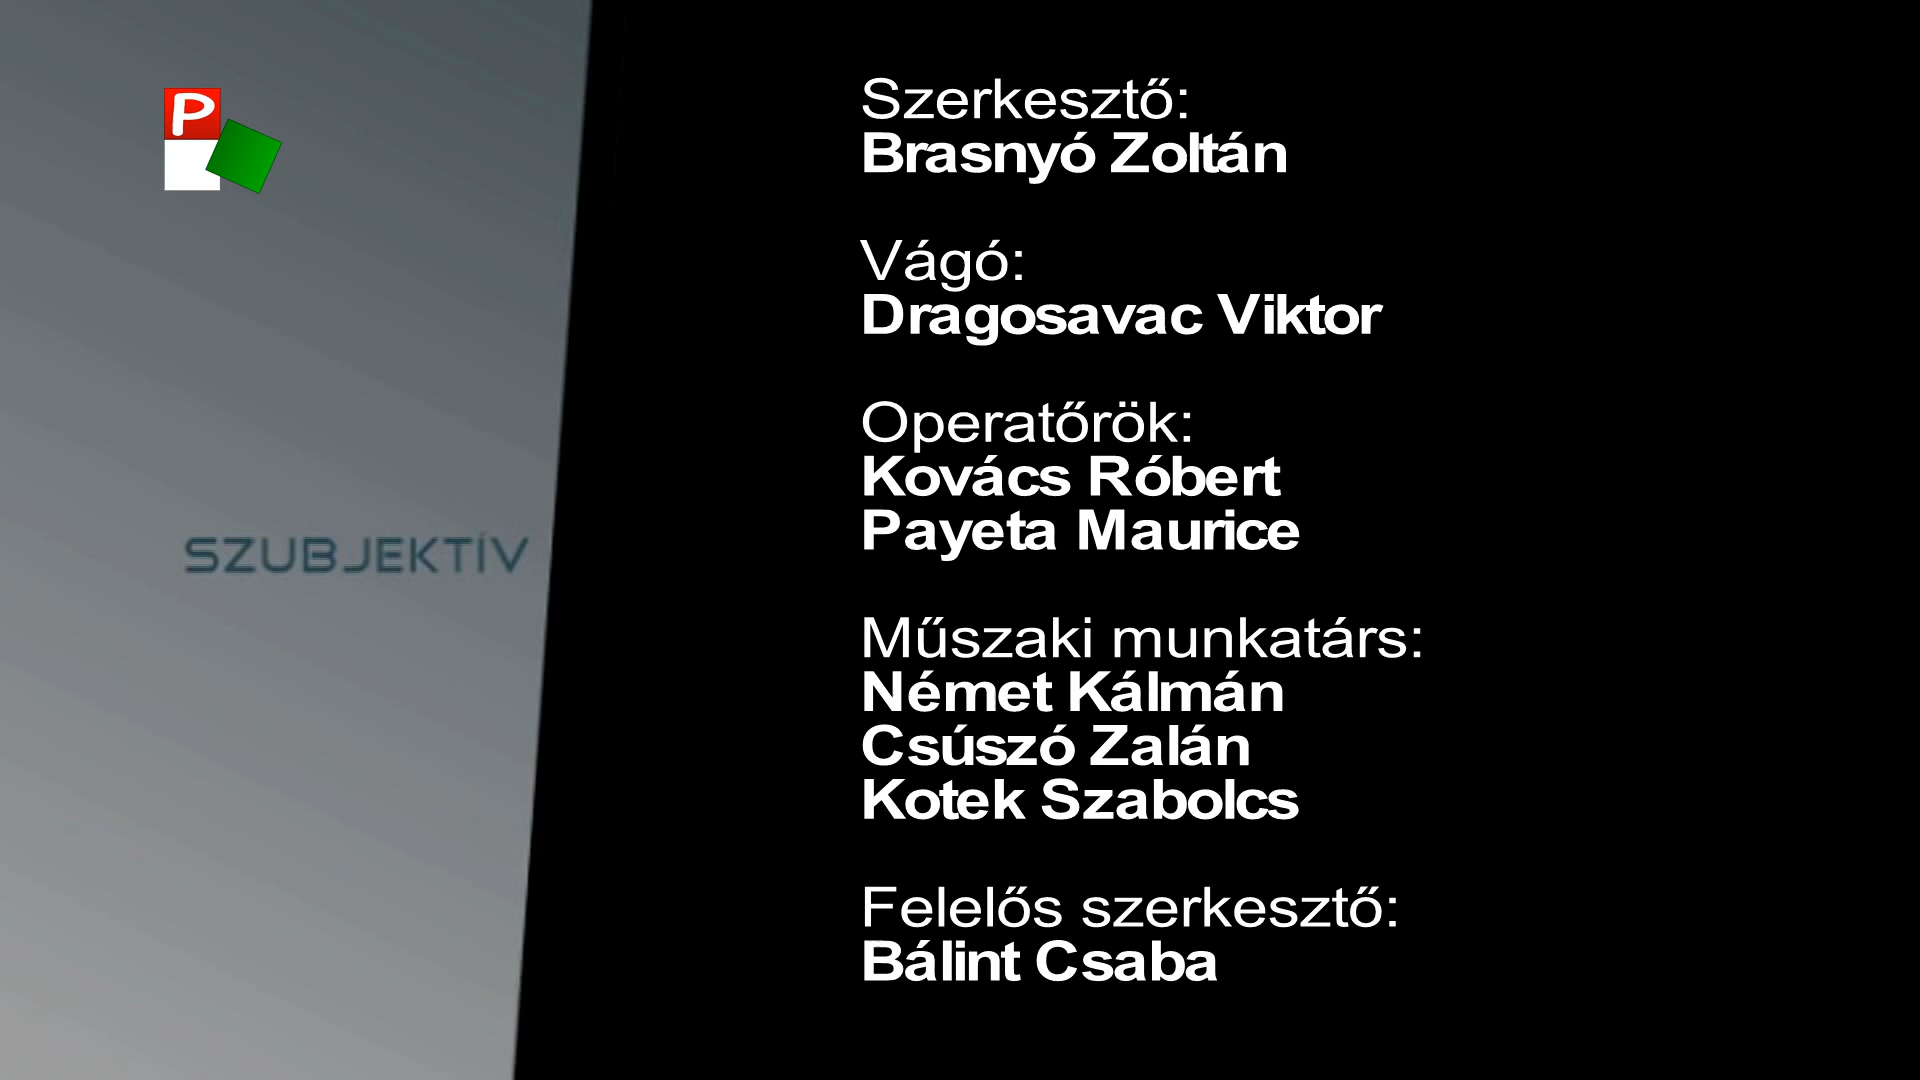 P
SZUBJEKTÍV
Szerkesztő:
Brasnyó Zoltán
Vágó:
Dragosavac Viktor
Operatőrök:
Kovács Róbert
Payeta Maurice
Műszaki munkatárs:
Német Kálmán
Csúszó Zalán
Kotek Szabolcs
Felelős szerkesztő:
Bálint Csaba